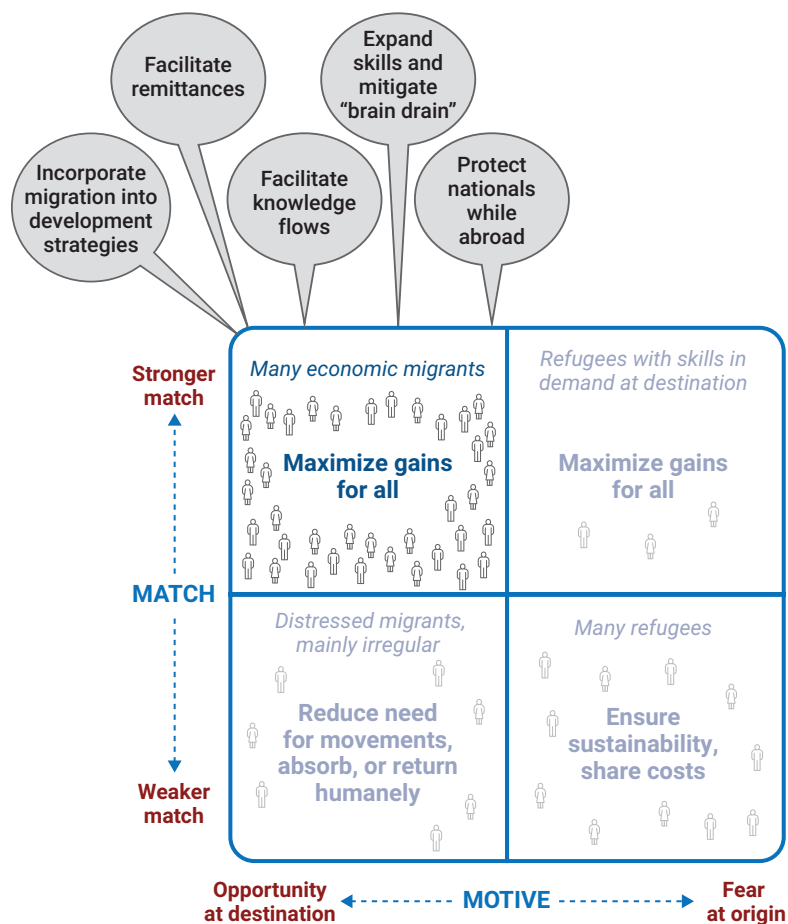 Facilitate
remittances
Expand
skills and
mitigate
“brain drain”
Incorporate
migration into
development
strategies
Facilitate
knowledge
flows
Protect
nationals
while
abroad
Stronger
match
MATCH
Weaker
match
Many economic migrants
Maximize gains
for all
Refugees with skills in
demand at destination
Maximize gains
for all
Distressed migrants,
mainly irregular
Reduce need
for movements,
absorb, or return
humanely
Many refugees
Ensure
sustainability,
share costs
Opportunity
at destination
MOTIVE
Fear
at origin